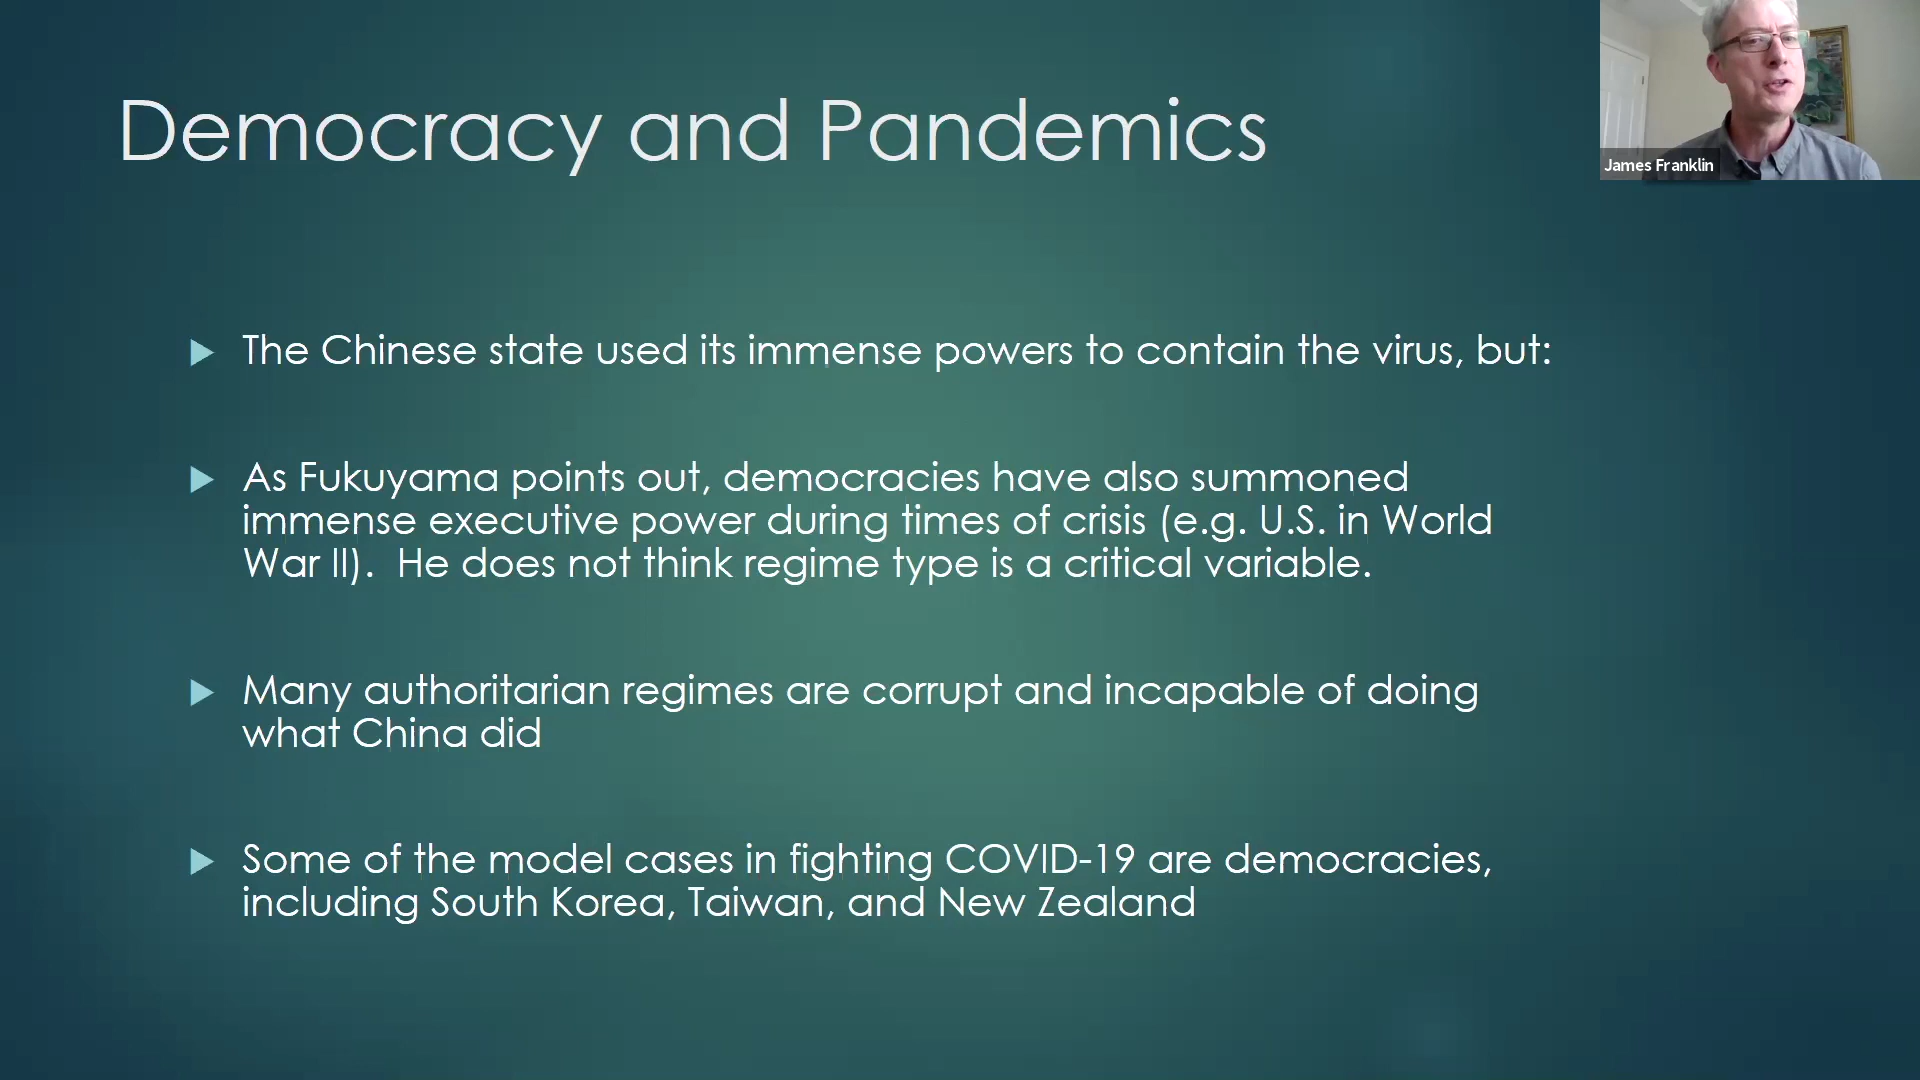 Democracy and Pandemics
James Franklin
The Chinese state used its immense powers to contain the virus, but:
As Fukuyama points out, democracies have also summoned
immense executive power during times of crisis (e.g. U.S. in World
War II).  He does not think regime type is a critical variable.
Many authoritarian regimes are corrupt and incapable of doing
what China did
Some of the model cases in fighting COVID-19 are democracies,
including South Korea, Taiwan, and New Zealand